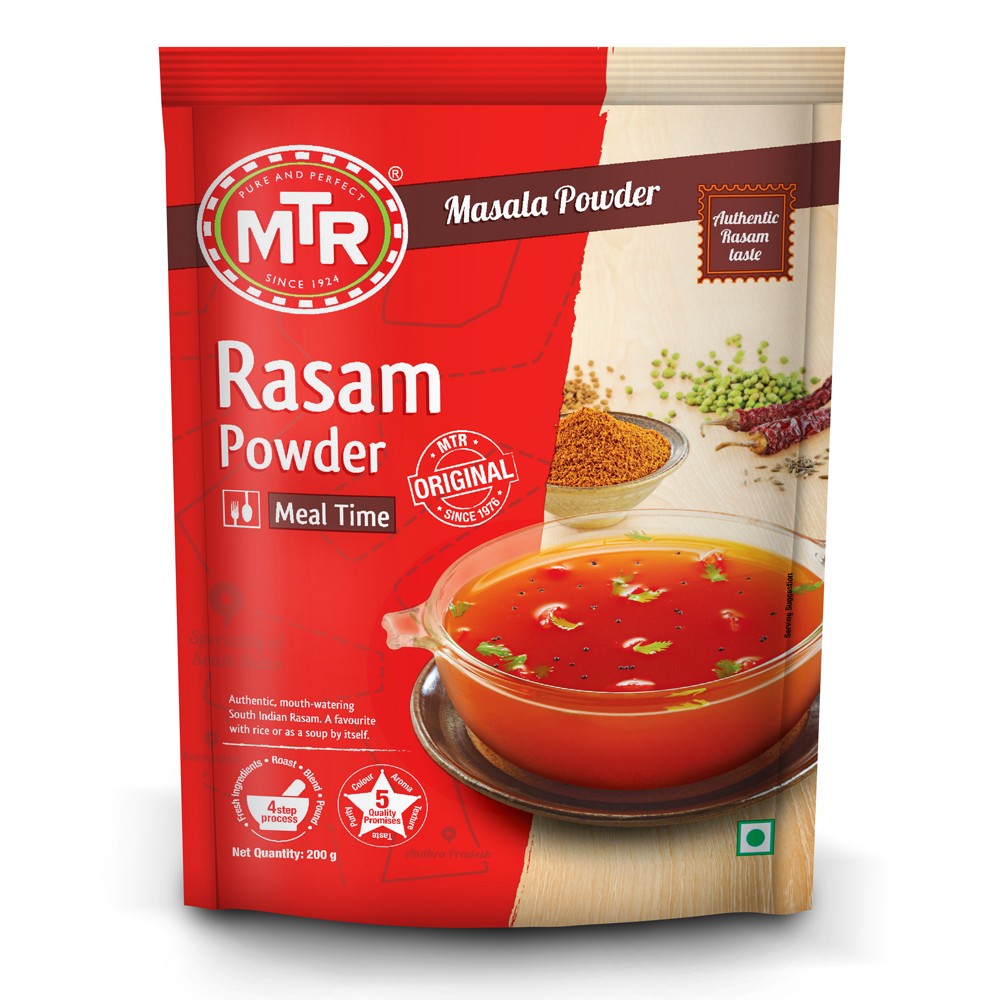 PURE AND PERFECT
MTR
SINCE 1924
®
Masala Powder
Authentic
Rasam
taste
Rasam
Powder
Meal Time
MTR
ORIGINAL
SINCE 1976
Serving Suggestion
Authentic, mouth-watering
South Indian Rasam. A favourite
with rice or as a soup by itself.
Fresh Ingredients • Roast • Blend • Pound
4 step
process
Colour
Aroma
Texture
Taste
Purity
5
Quality
Promises
Net Quantity: 200 g
Andhra Pradesh